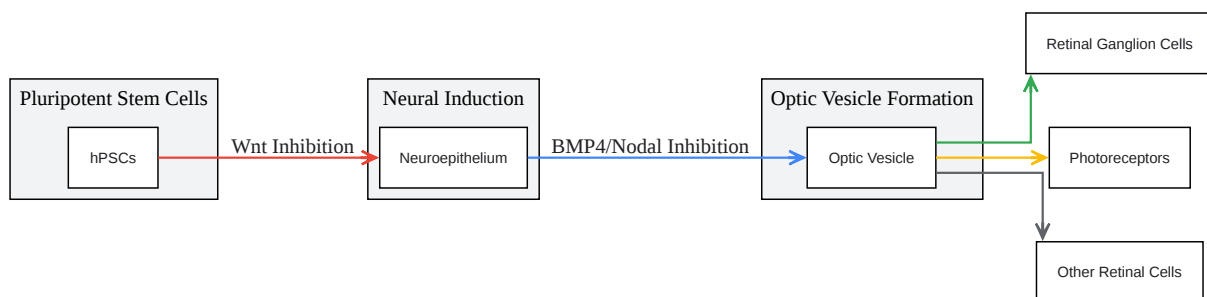 Retinal Ganglion Cells
Pluripotent Stem Cells
Neural Induction
Optic Vesicle Formation
hPSCs
Wnt Inhibition
Neuroepithelium
BMP4/Nodal Inhibition
Optic Vesicle
Photoreceptors
Other Retinal Cells